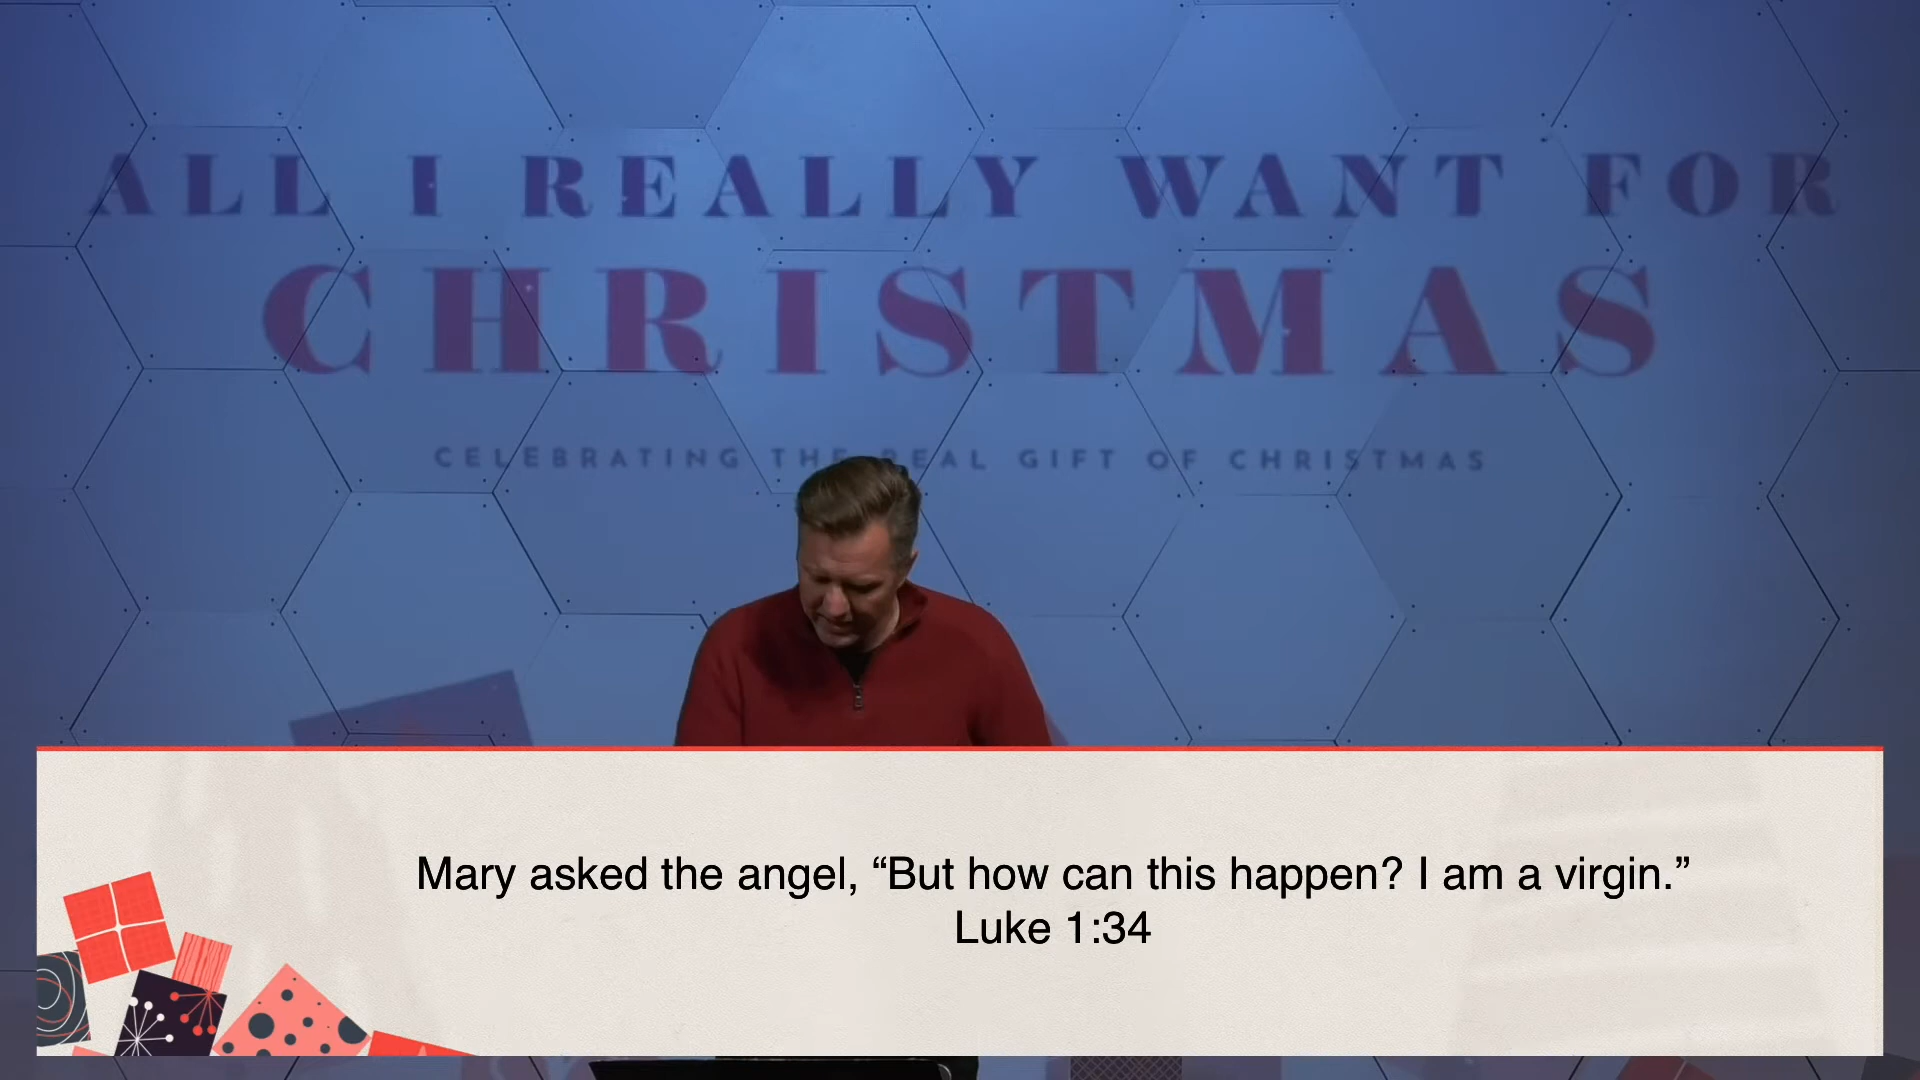 ALL I REALLY WANT FOR
CHRISTMAS
CELEBRATING THE REAL GIFT OF CHRISTMAS
Mary asked the angel, “But how can this happen? I am a virgin.”
Luke 1:34